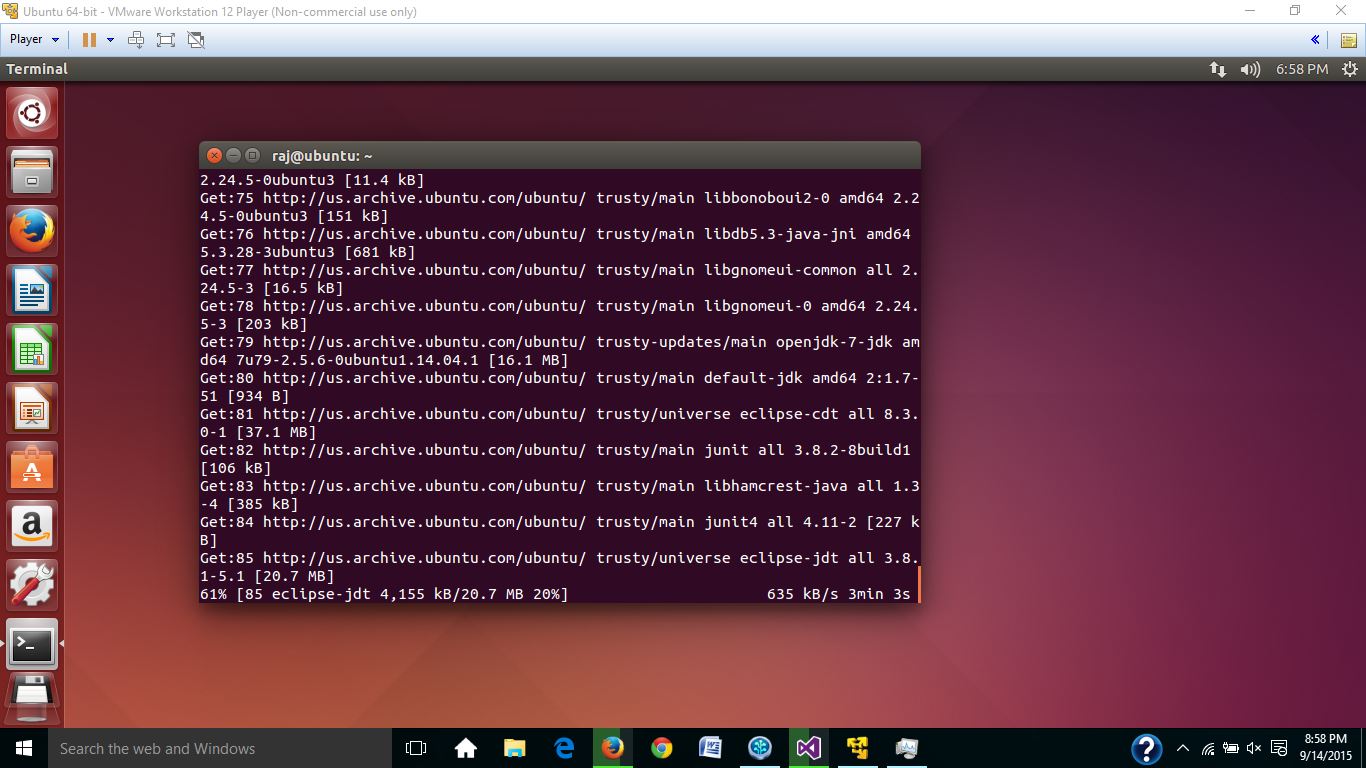 Ubuntu 64-bit - VMware Workstation 12 Player (Non-commercial use only)
Player
Terminal
6:58 PM
raj@ubuntu: ~
2.24.5-0ubuntu3 [11.4 kB]
Get:75 http://us.archive.ubuntu.com/ubuntu/ trusty/main libbonoboui2-0 amd64 2.2
4.5-0ubuntu3 [151 kB]
Get:76 http://us.archive.ubuntu.com/ubuntu/ trusty/main libdb5.3-java-jni amd64
5.3.28-3ubuntu3 [681 kB]
Get:77 http://us.archive.ubuntu.com/ubuntu/ trusty/main libgnomeui-common all 2.
24.5-3 [16.5 kB]
Get:78 http://us.archive.ubuntu.com/ubuntu/ trusty/main libgnomeui-0 amd64 2.24.
5-3 [203 kB]
Get:79 http://us.archive.ubuntu.com/ubuntu/ trusty-updates/main openjdk-7-jdk am
d64 7u79-2.5.6-0ubuntu1.14.04.1 [16.1 MB]
Get:80 http://us.archive.ubuntu.com/ubuntu/ trusty/main default-jdk amd64 2:1.7-
51 [934 B]
Get:81 http://us.archive.ubuntu.com/ubuntu/ trusty/universe eclipse-cdt all 8.3.
0-1 [37.1 MB]
Get:82 http://us.archive.ubuntu.com/ubuntu/ trusty/main junit all 3.8.2-8build1
[106 kB]
Get:83 http://us.archive.ubuntu.com/ubuntu/ trusty/main libhamcrest-java all 1.3
-4 [385 kB]
Get:84 http://us.archive.ubuntu.com/ubuntu/ trusty/main junit4 all 4.11-2 [227 k
B]
Get:85 http://us.archive.ubuntu.com/ubuntu/ trusty/universe eclipse-jdt all 3.8.
1-5.1 [20.7 MB]
61% [85 eclipse-jdt 4,155 kB/20.7 MB 20%] 635 kB/s 3min 3s
Search the web and Windows
8:58 PM
9/14/2015